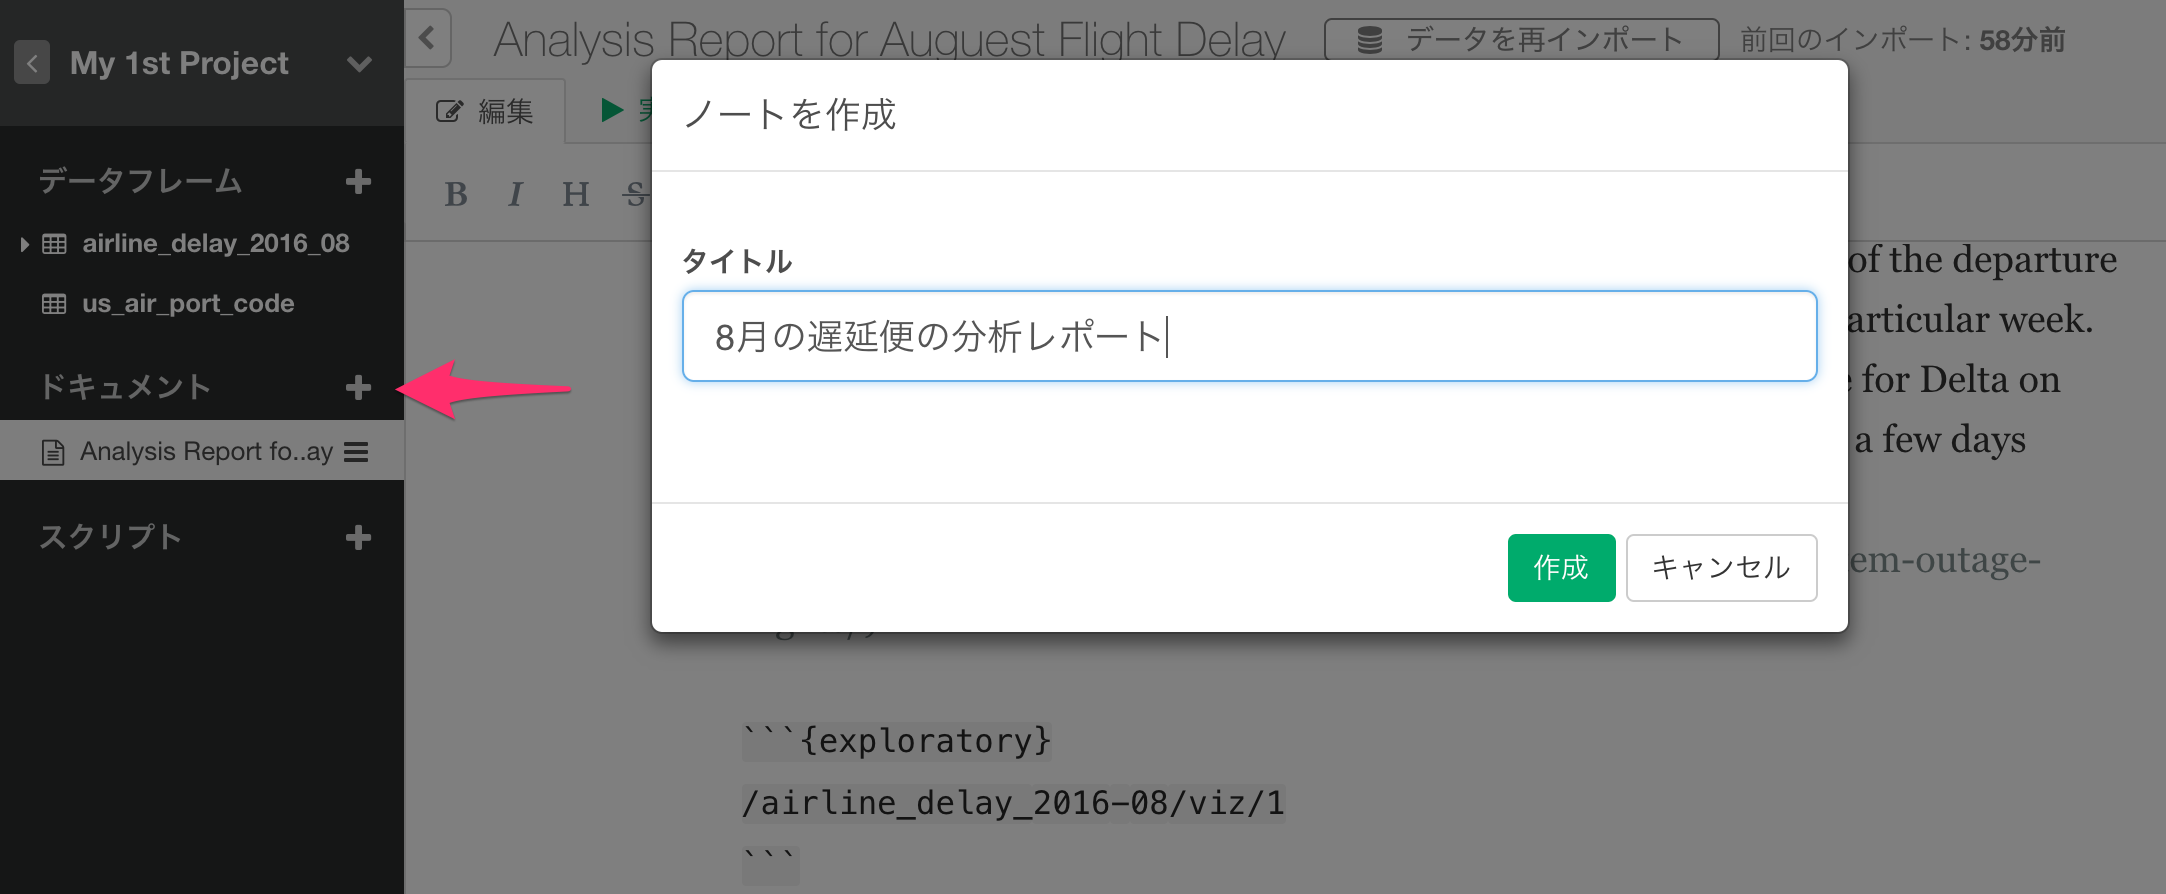 My 1st Project
データフレーム
airline_delay_2016_08
us_air_port_code
ドキュメント
Analysis Report fo..ay
スクリプト
Analysis Report for Auguest Flight Delay
データを再インポート
前回のインポート: 58分前
編集
B I H S
ノートを作成
タイトル
8月の遅延便の分析レポート
作成
キャンセル
of the departure
articular week.
for Delta on
a few days
em-outage-
```{exploratory}
/airline_delay_2016-08/viz/1
```